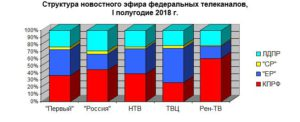 Структура новостного эфира федеральных телеканалов,
I полугодие 2018 г.
100%
90%
80%
70%
60%
50%
40%
30%
20%
10%
0%
ЛДПР
"СР"
"ЕР"
КПРФ
"Первый" "Россия" НТВ ТВЦ Рен-ТВ